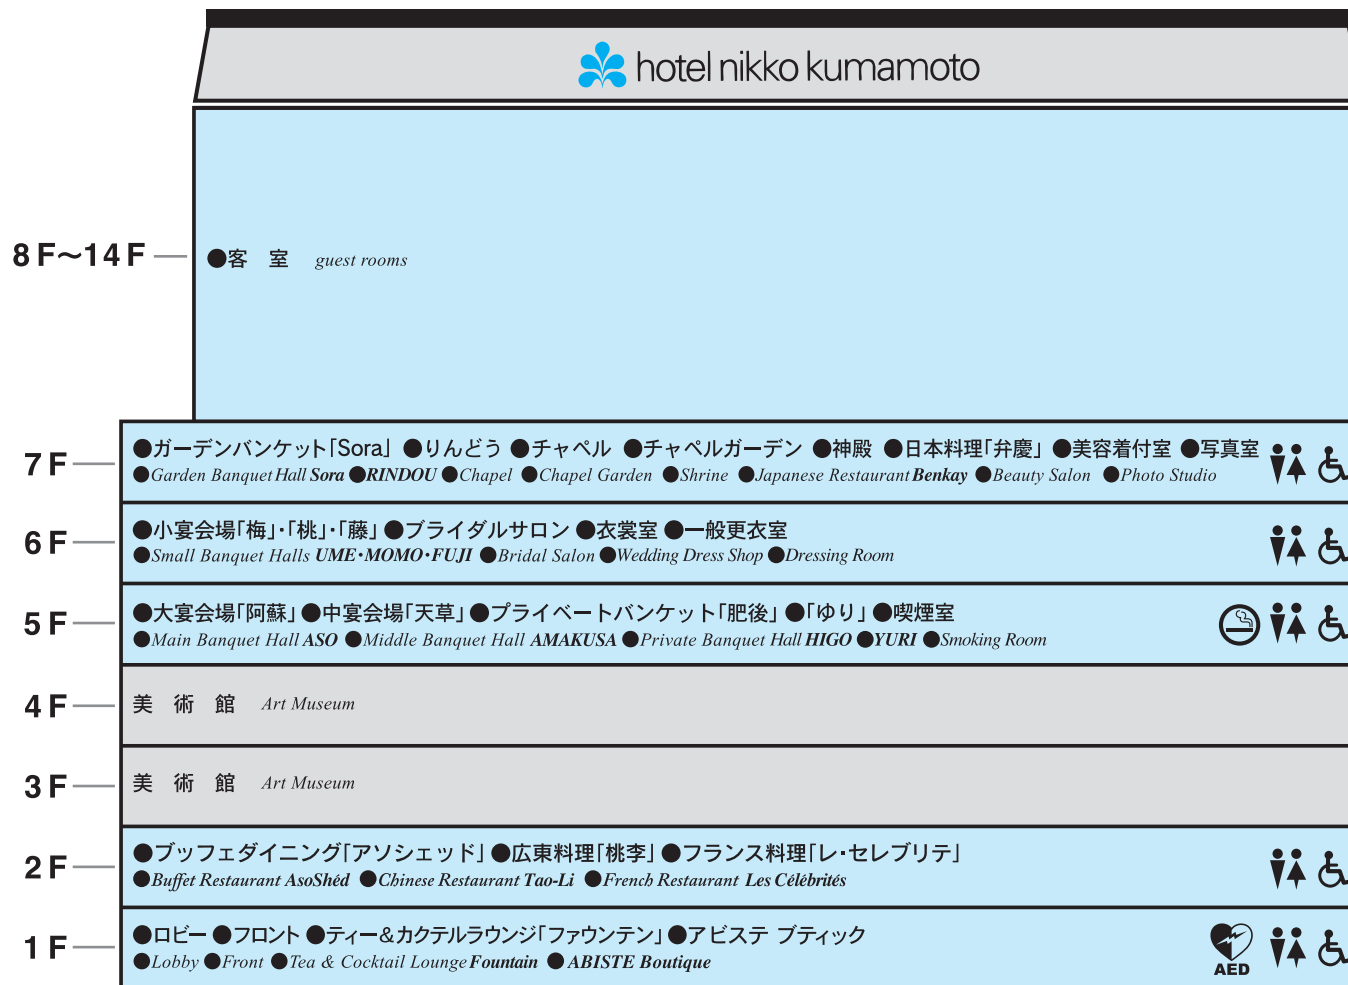 hotel nikko kumamoto
8F～14F
●客 室 guest rooms
7F
●ガーデンバンケット「Sora」 ●りんどう ●チャペル ●チャペルガーデン ●神殿 ●日本料理「弁慶」 ●美容着付室 ●写真室
●Garden Banquet Hall Sora ●RINDOU ●Chapel ●Chapel Garden ●Shrine ●Japanese Restaurant Benkay ●Beauty Salon ●Photo Studio
6F
●小宴会場「梅」・「桃」・「藤」 ●ブライダルサロン ●衣裳室 ●一般更衣室
●Small Banquet Halls UME・MOMO・FUJI ●Bridal Salon ●Wedding Dress Shop ●Dressing Room
5F
●大宴会場「阿蘇」 ●中宴会場「天草」 ●プライベートバンケット「肥後」 ●「ゆり」 ●喫煙室
●Main Banquet Hall ASO ●Middle Banquet Hall AMAKUSA ●Private Banquet Hall HIGO ●YURI ●Smoking Room
4F
美 術 館 Art Museum
3F
美 術 館 Art Museum
2F
●ブッフェダイニング「アソシェッド」 ●広東料理「桃李」 ●フランス料理「レ・セレブリテ」
●Buffet Restaurant AsoShéd ●Chinese Restaurant Tao-Li ●French Restaurant Les Célébrités
1F
●ロビー ●フロント ●ティー&カクテルラウンジ「ファウンテン」 ●アビステ ブティック
●Lobby ●Front ●Tea & Cocktail Lounge Fountain ●ABISTE Boutique
AED